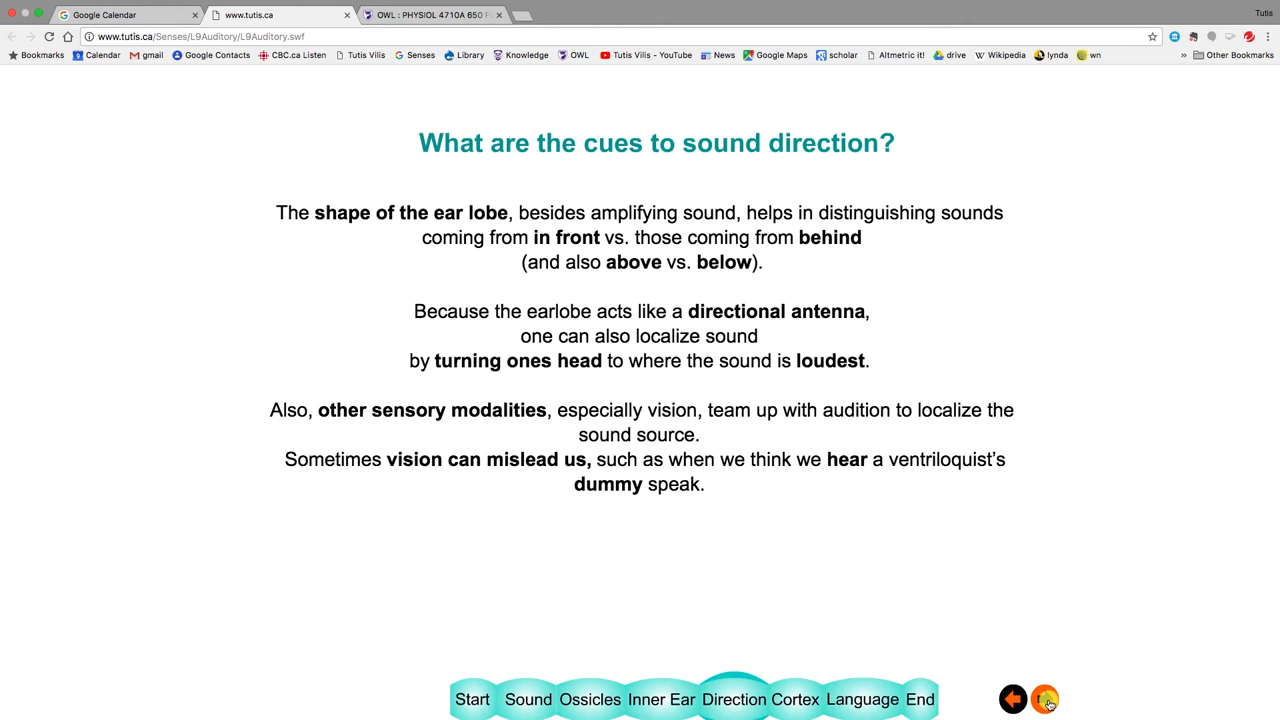 Google Calendar
www.tutis.ca
OWL : PHYSIOL 4710A 650 F
Tutis
www.tutis.ca/Senses/L9Auditory/L9Auditory.swf
Bookmarks Calendar gmail Google Contacts CBC.ca Listen Tutis Vilis Senses Library Knowledge OWL Tutis Vilis - YouTube News Google Maps scholar Altmetric it! drive Wikipedia lynda wn » Other Bookmarks
What are the cues to sound direction?
The shape of the ear lobe, besides amplifying sound, helps in distinguishing sounds
coming from in front vs. those coming from behind
(and also above vs. below).
Because the earlobe acts like a directional antenna,
one can also localize sound
by turning ones head to where the sound is loudest.
Also, other sensory modalities, especially vision, team up with audition to localize the
sound source.
Sometimes vision can mislead us, such as when we think we hear a ventriloquist's
dummy speak.
Start Sound Ossicles Inner Ear Direction Cortex Language End